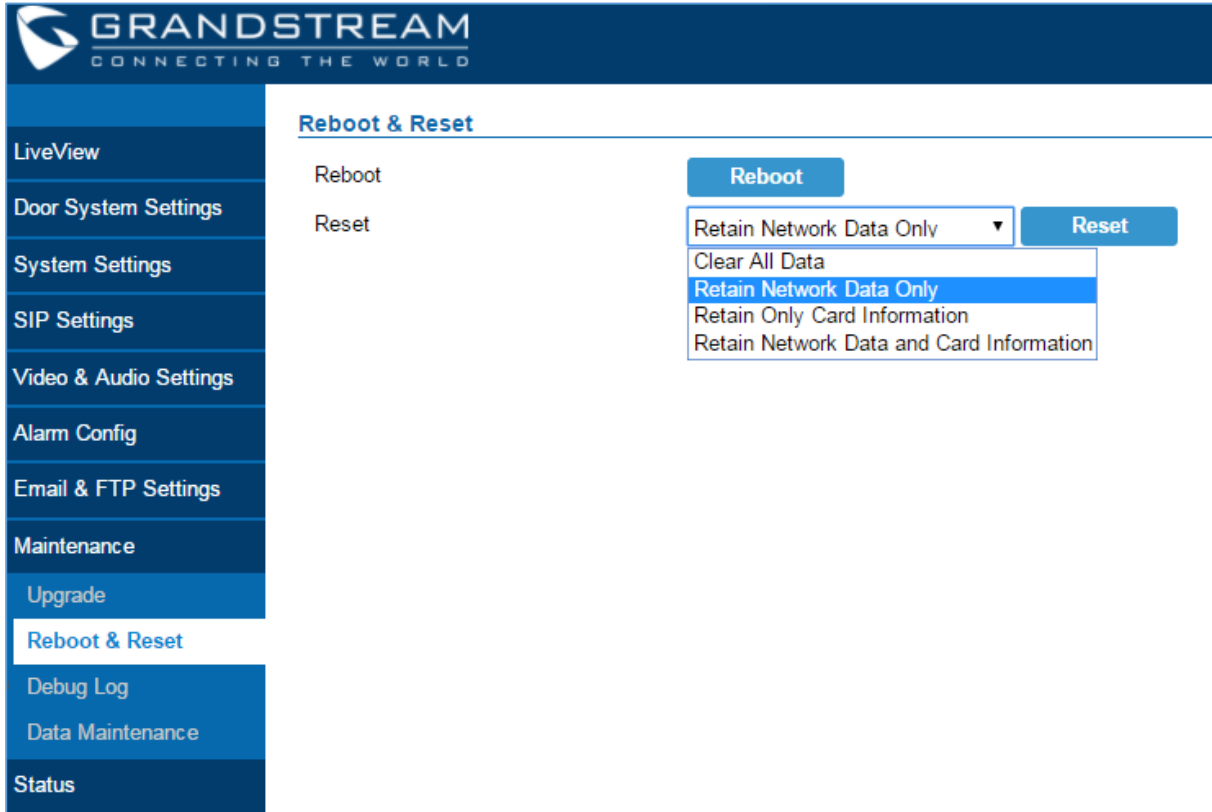 GRANDSTREAM
CONNECTING THE WORLD
LiveView
Door System Settings
System Settings
SIP Settings
Video & Audio Settings
Alarm Config
Email & FTP Settings
Maintenance
Upgrade
Reboot & Reset
Debug Log
Data Maintenance
Status
Reboot & Reset
Reboot Reboot
Reset Retain Network Data Only Reset
Clear All Data
Retain Network Data Only
Retain Only Card Information
Retain Network Data and Card Information